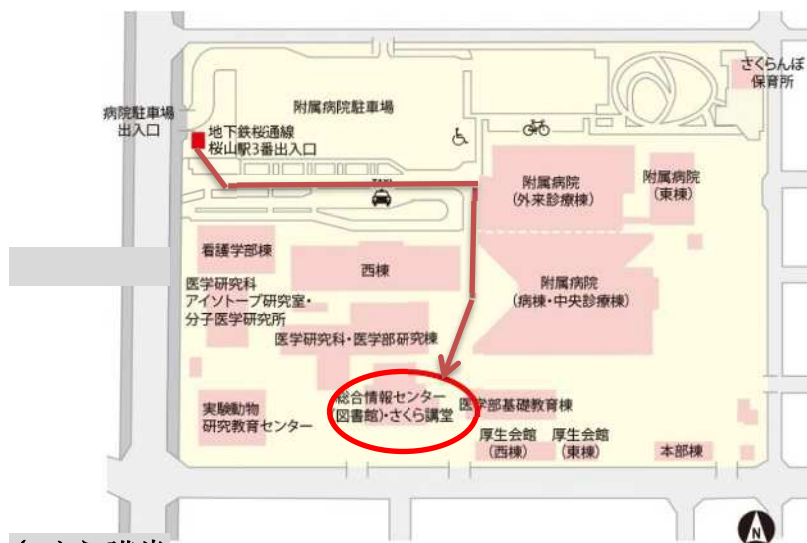 さくらんぼ
保育所
病院駐車場
出入口
附属病院駐車場
地下鉄桜通線
桜山駅3番出入口
TAXI
附属病院
(外来診療棟)
附属病院
(東棟)
看護学部棟
西棟
附属病院
(病棟・中央診療棟)
医学研究科
アイソトープ研究室・
分子医学研究所
医学研究科・医学部研究棟
総合情報センター
(図書館)・さくら講堂
医学部基礎教育棟
実験動物
研究教育センター
厚生会館
(西棟)
厚生会館
(東棟)
本部棟
N